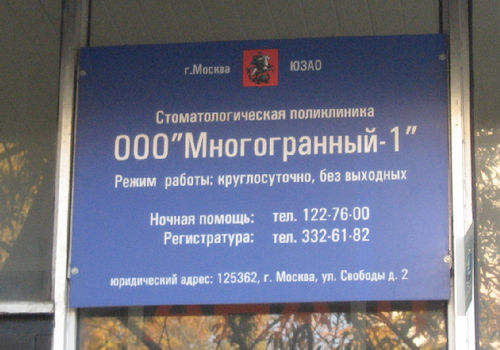 г.Москва ЮЗАО
Стоматологическая поликлиника
ООО"Многогранный-1"
Режим работы: круглосуточно, без выходных
Ночная помощь: тел. 122-76-00
Регистратура: тел. 332-61-82
юридический адрес: 125362, г. Москва, ул. Свободы д. 2